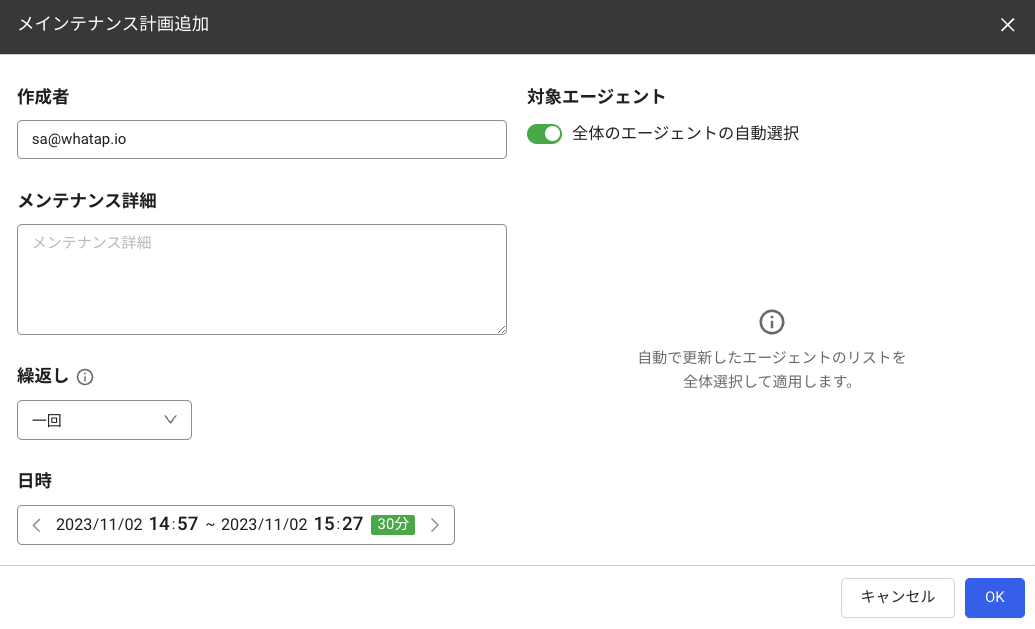 メインテナンス計画追加
作成者
sa@whatap.io
メンテナンス詳細
メンテナンス詳細
繰返し
一回
日時
2023/11/02 14:57 ~ 2023/11/02 15:27 30分
対象エージェント
全体のエージェントの自動選択
自動で更新したエージェントのリストを
全体選択して適用します。
キャンセル
OK